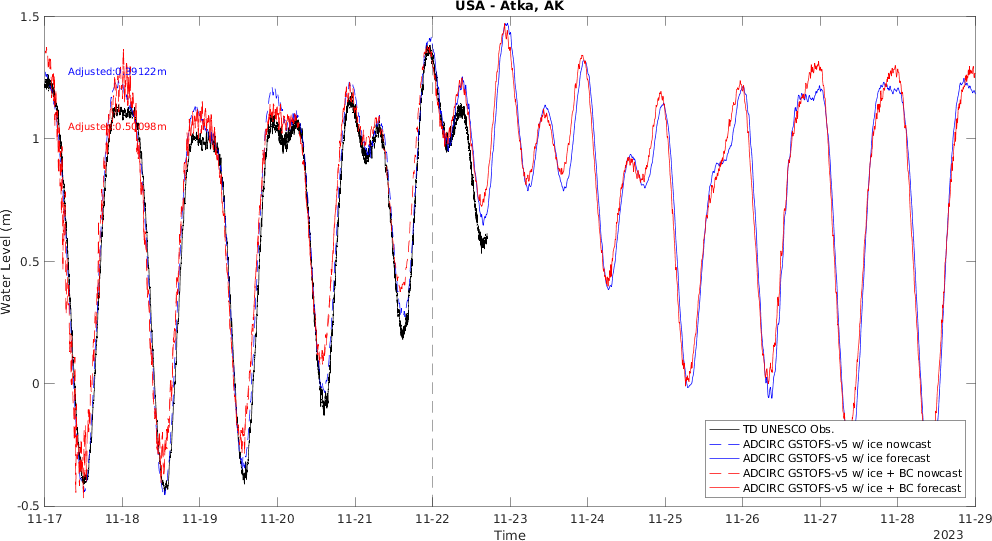 USA - Atka, AK
1.5
Adjusted:0.39122m
Adjusted:0.50098m
1
0.5
0
-0.5
Water Level (m)
TD UNESCO Obs.
ADCIRC GSTOFS-v5 w/ ice nowcast
ADCIRC GSTOFS-v5 w/ ice forecast
ADCIRC GSTOFS-v5 w/ ice + BC nowcast
ADCIRC GSTOFS-v5 w/ ice + BC forecast
11-17 11-18 11-19 11-20 11-21 11-22 11-23 11-24 11-25 11-26 11-27 11-28 11-29
Time
2023